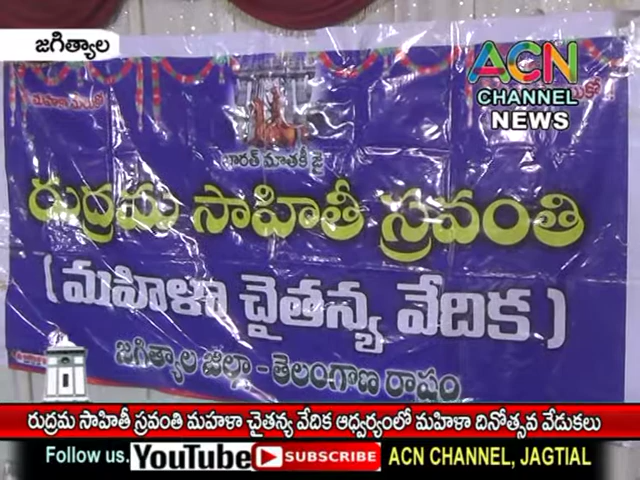 జగిత్యాల
ACN
CHANNEL
NEWS
భారత్ మాతాకీ జై
రుద్రమ సాహితీ స్రవంతి
(మహిళా చైతన్య వేదిక)
జగిత్యాల జిల్లా - తెలంగాణ రాష్ట్రం
రుద్రమ సాహితీ స్రవంతి మహళా చైతన్య వేదిక ఆధ్వర్యంలో మహిళా దినోత్సవ వేడుకలు
Follow us. YouTube SUBSCRIBE ACN CHANNEL, JAGTIAL